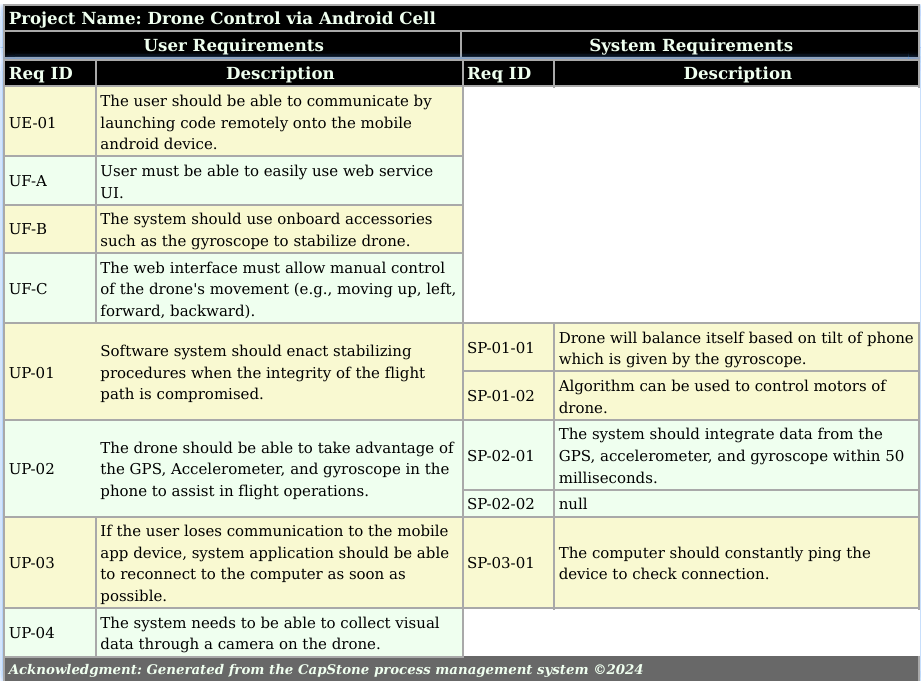 Project Name: Drone Control via Android Cell
User Requirements
System Requirements
Req ID
Description
Req ID
Description
UE-01
The user should be able to communicate by
launching code remotely onto the mobile
android device.
UF-A
User must be able to easily use web service
UI.
UF-B
The system should use onboard accessories
such as the gyroscope to stabilize drone.
UF-C
The web interface must allow manual control
of the drone's movement (e.g., moving up, left,
forward, backward).
UP-01
Software system should enact stabilizing
procedures when the integrity of the flight
path is compromised.
SP-01-01
Drone will balance itself based on tilt of phone
which is given by the gyroscope.
SP-01-02
Algorithm can be used to control motors of
drone.
UP-02
The drone should be able to take advantage of
the GPS, Accelerometer, and gyroscope in the
phone to assist in flight operations.
SP-02-01
The system should integrate data from the
GPS, accelerometer, and gyroscope within 50
milliseconds.
SP-02-02
null
UP-03
If the user loses communication to the mobile
app device, system application should be able
to reconnect to the computer as soon as
possible.
SP-03-01
The computer should constantly ping the
device to check connection.
UP-04
The system needs to be able to collect visual
data through a camera on the drone.
Acknowledgment: Generated from the CapStone process management system ©2024